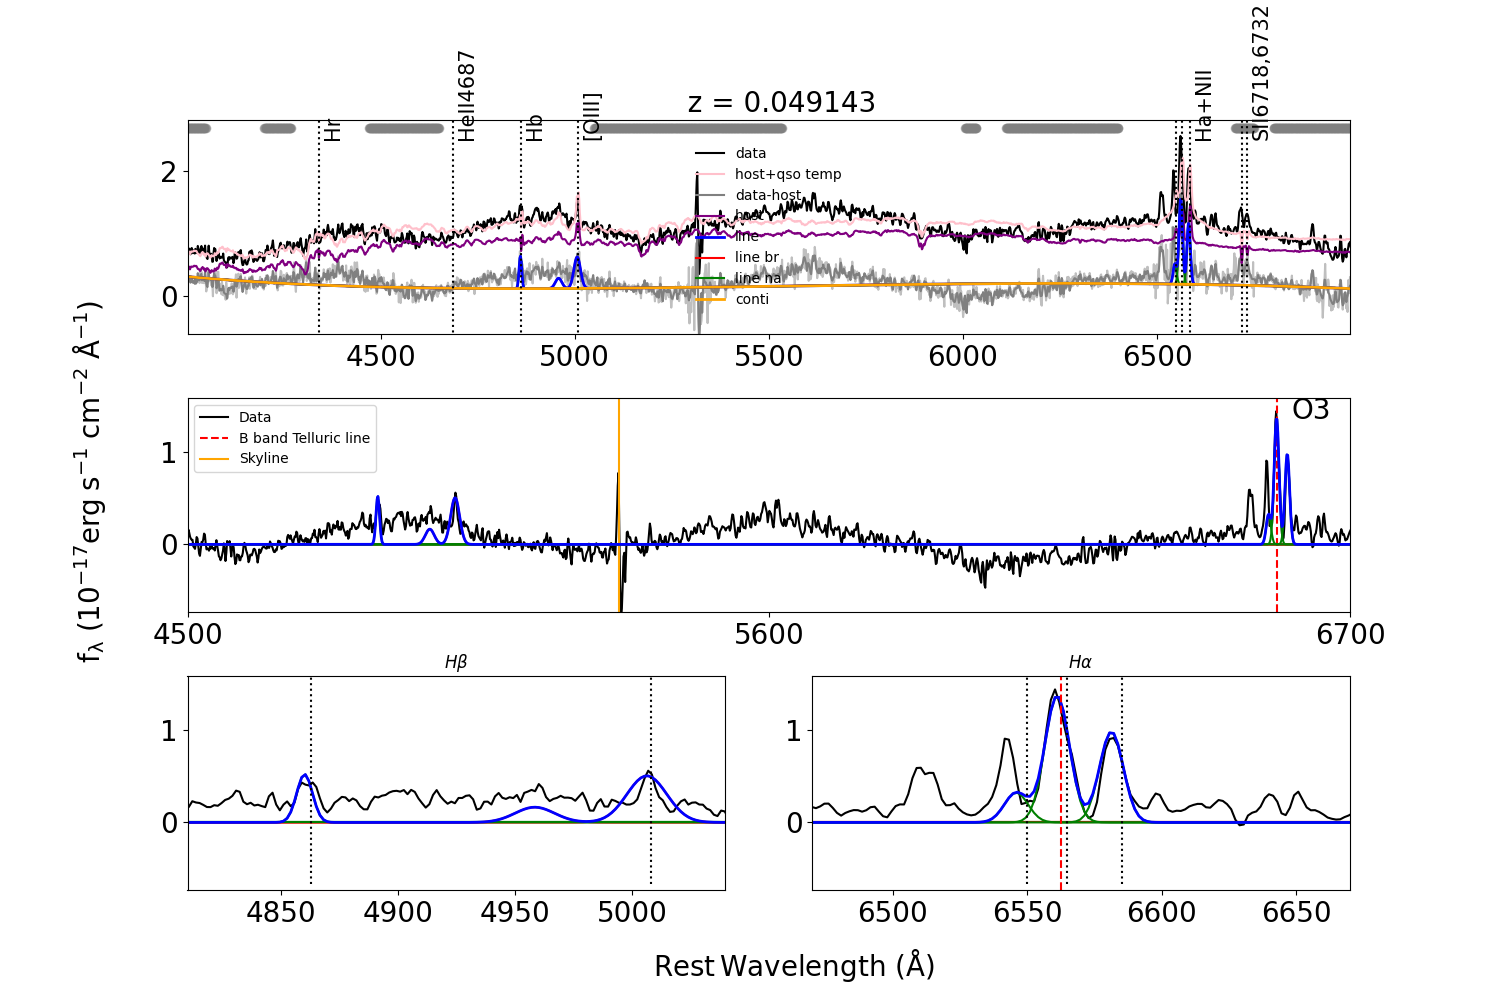 z = 0.049143
Hr
HeII4687
Hb
[OIII]
Ha+NII
SII6718,6732
data
host+qso temp
data-host
host
line
line br
line na
conti
2
0
4500 5000 5500 6000 6500
fλ (10⁻¹⁷erg s⁻¹ cm⁻² Å⁻¹)
Data
B band Telluric line
Skyline
O3
1
0
4500 5600 6700
Hβ
1
0
4850 4900 4950 5000
Hα
1
0
6500 6550 6600 6650
Rest Wavelength (Å)